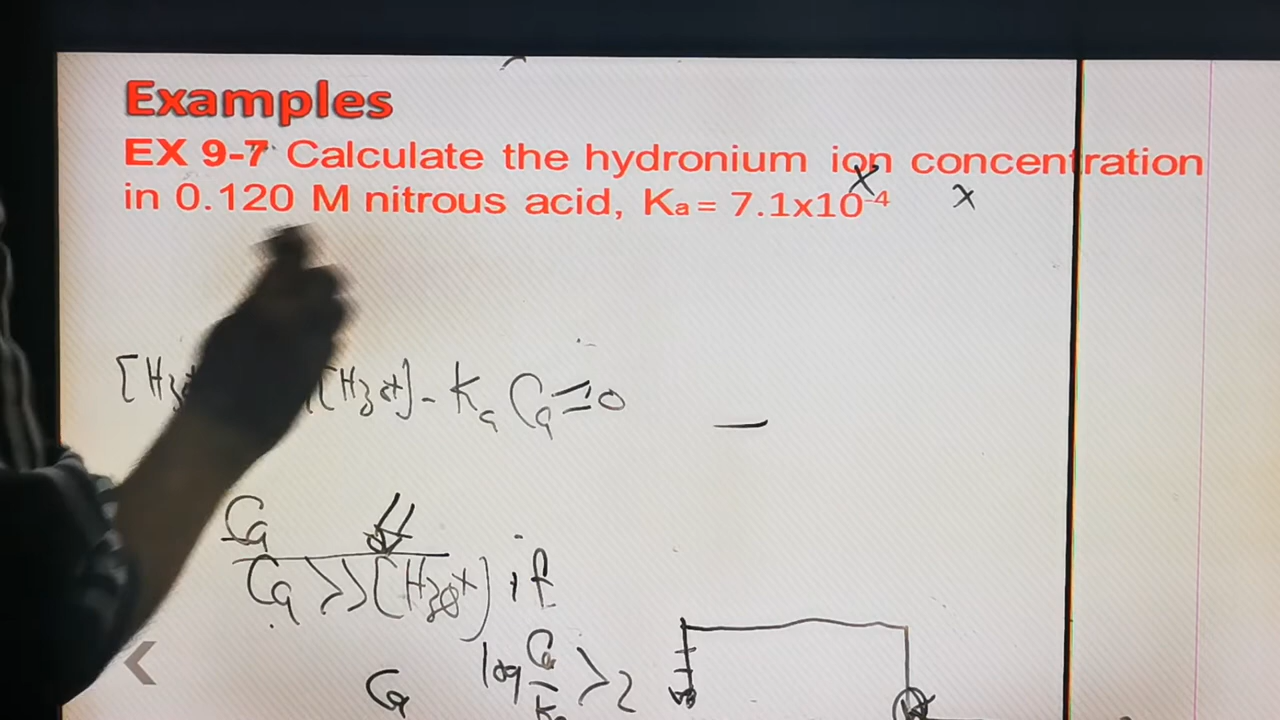 Examples
EX 9-7 Calculate the hydronium ion concentration
x
in 0.120 M nitrous acid, Ka = 7.1x10-4 x
[H3 [H3O+] - Ka Ca = 0
Ca
Ca >> [H3O+] if
Ca log Ca > 2